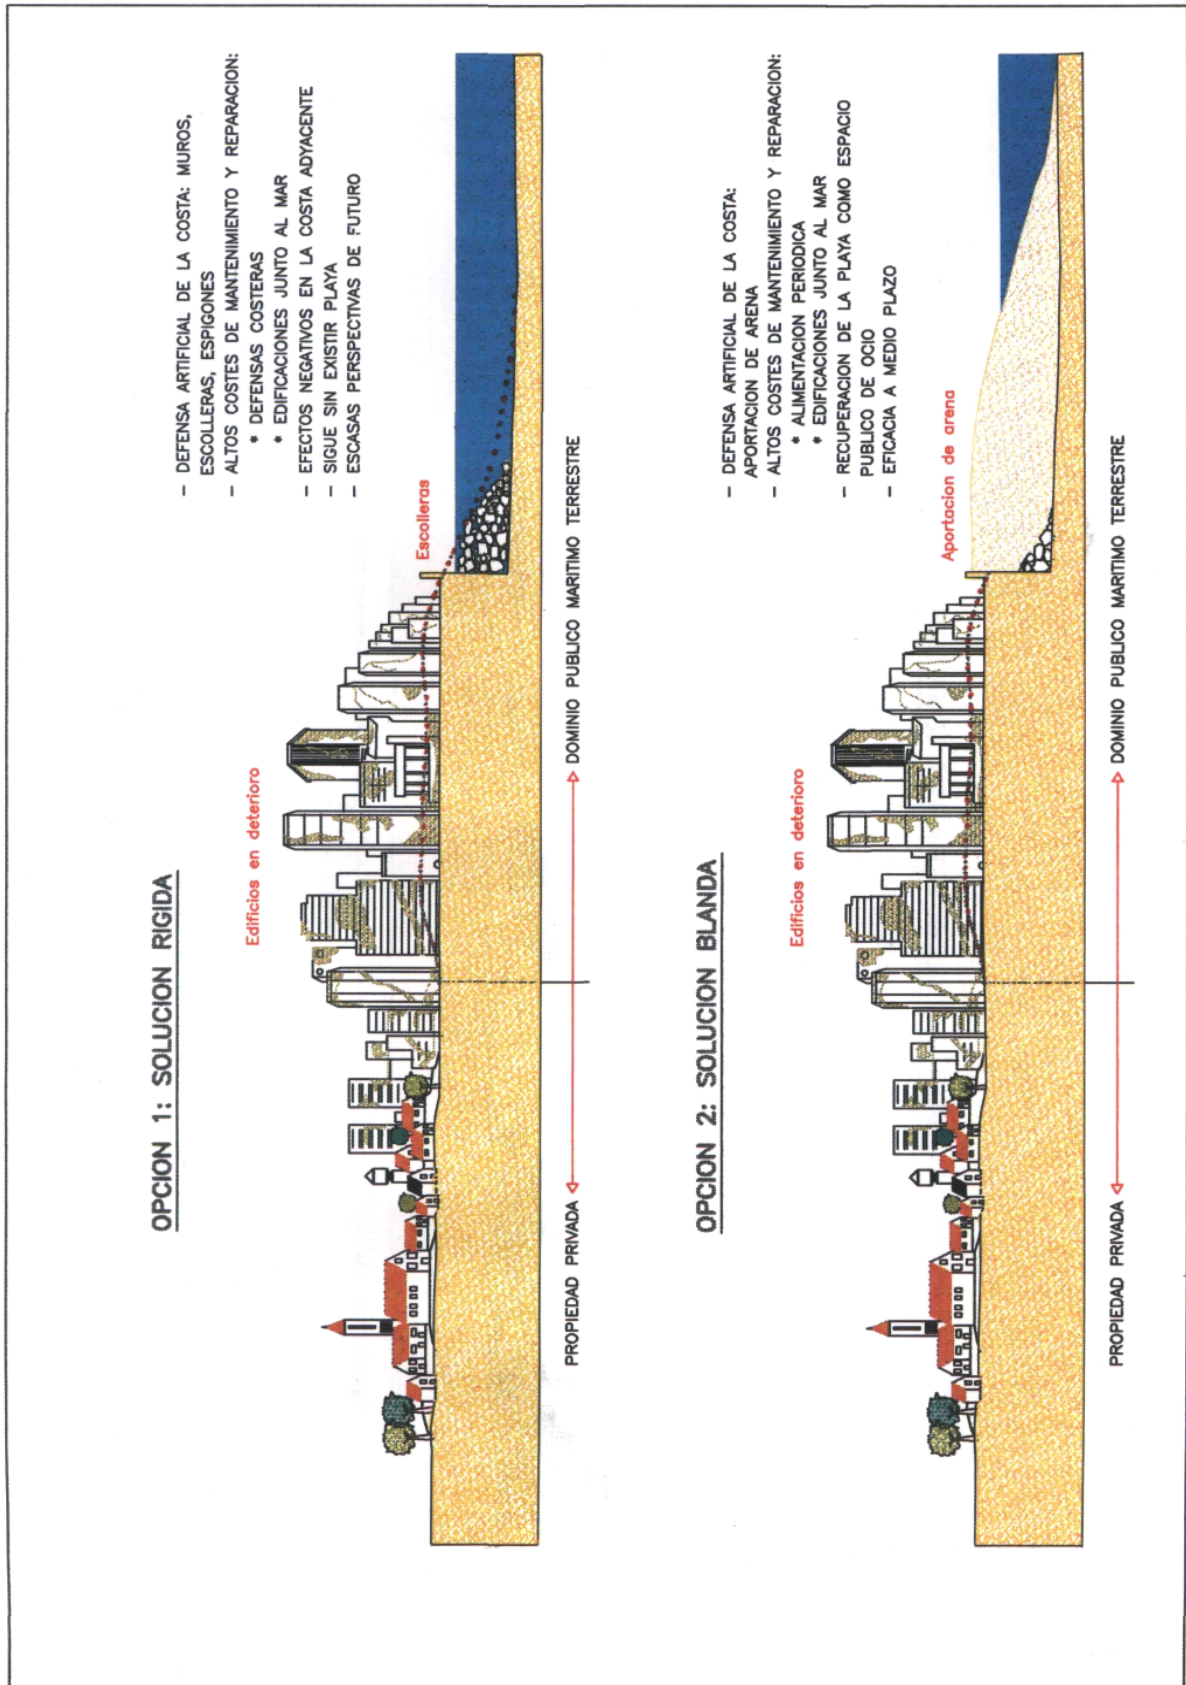 OPCION 1: SOLUCION RIGIDA
- DEFENSA ARTIFICIAL DE LA COSTA: MUROS,
ESCOLLERAS, ESPIGONES
- ALTOS COSTES DE MANTENIMIENTO Y REPARACION:
* DEFENSAS COSTERAS
* EDIFICACIONES JUNTO AL MAR
- EFECTOS NEGATIVOS EN LA COSTA ADYACENTE
- SIGUE SIN EXISTIR PLAYA
- ESCASAS PERSPECTIVAS DE FUTURO
Edificios en deterioro
Escolleras
PROPIEDAD PRIVADA
DOMINIO PUBLICO MARITIMO TERRESTRE
OPCION 2: SOLUCION BLANDA
- DEFENSA ARTIFICIAL DE LA COSTA:
APORTACION DE ARENA
- ALTOS COSTES DE MANTENIMIENTO Y REPARACION:
* ALIMENTACION PERIODICA
* EDIFICACIONES JUNTO AL MAR
- RECUPERACION DE LA PLAYA COMO ESPACIO
PUBLICO DE OCIO
- EFICACIA A MEDIO PLAZO
Edificios en deterioro
Aportacion de arena
PROPIEDAD PRIVADA
DOMINIO PUBLICO MARITIMO TERRESTRE